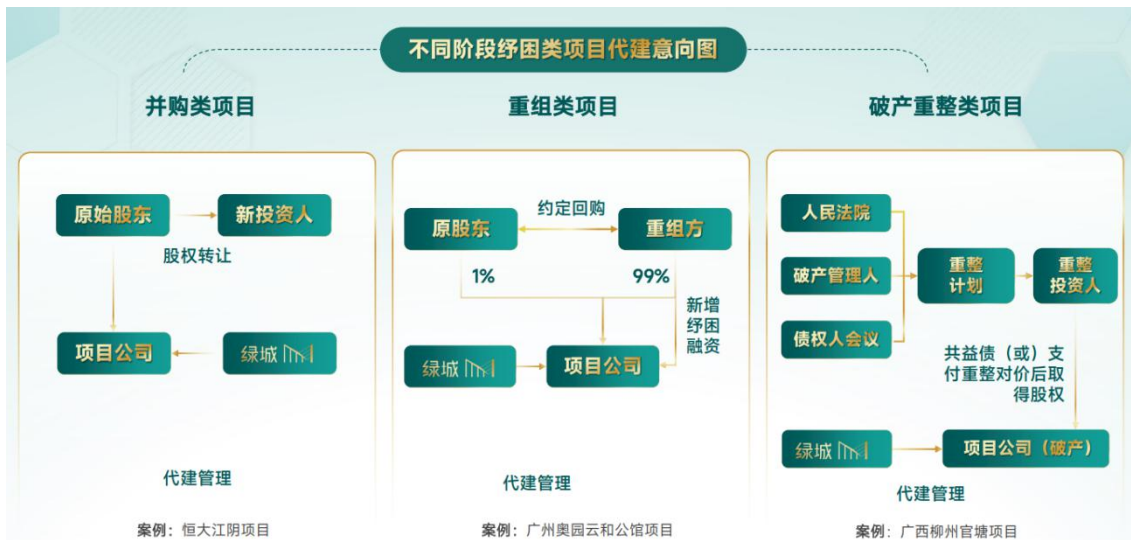 不同阶段纾困类项目代建意向图
并购类项目
原始股东
新投资人
股权转让
项目公司
绿城M
代建管理
案例：恒大江阴项目
重组类项目
约定回购
原股东
重组方
1%
99%
新增
纾困
融资
绿城M
项目公司
代建管理
案例：广州奥园云和公馆项目
破产重整类项目
人民法院
破产管理人
债权人会议
重整
计划
重整
投资人
共益债（或）支
付重整对价后取
得股权
绿城M
项目公司（破产）
代建管理
案例：广西柳州官塘项目